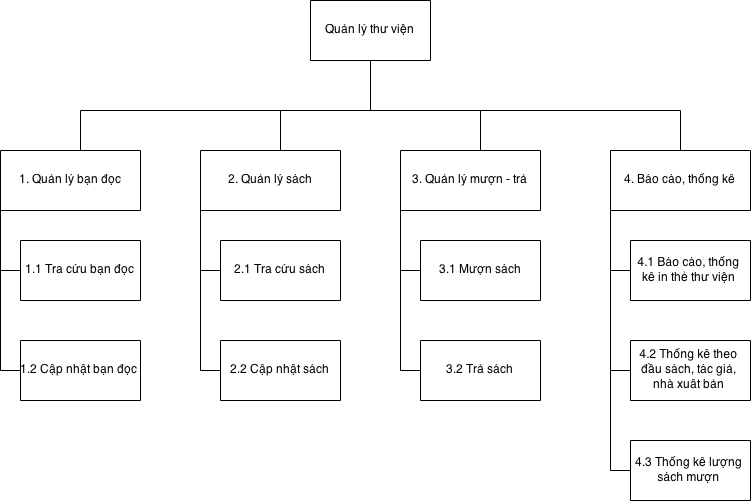 Quản lý thư viện
1. Quản lý bạn đọc
2. Quản lý sách
3. Quản lý mượn - trả
4. Báo cáo, thống kê
1.1 Tra cứu bạn đọc
2.1 Tra cứu sách
3.1 Mượn sách
4.1 Báo cáo, thống
kê in thẻ thư viện
1.2 Cập nhật bạn đọc
2.2 Cập nhật sách
3.2 Trả sách
4.2 Thống kê theo
đầu sách, tác giả,
nhà xuất bản
4.3 Thống kê lượng
sách mượn